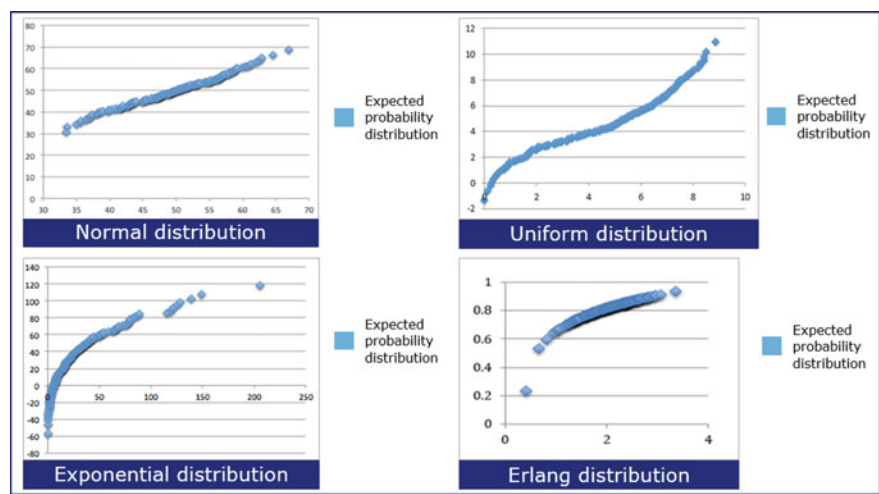 80
70
60
50
40
30
20
10
0
30 35 40 45 50 55 60 65 70
Expected
probability
distribution
Normal distribution
12
10
8
6
4
2
0
-2
0 2 4 6 8 10
Expected
probability
distribution
Uniform distribution
140
120
100
80
60
40
20
0
-20
-40
-60
-80
0 50 100 150 200 250
Expected
probability
distribution
Exponential distribution
1
0.8
0.6
0.4
0.2
0
0 2 4
Expected
probability
distribution
Erlang distribution